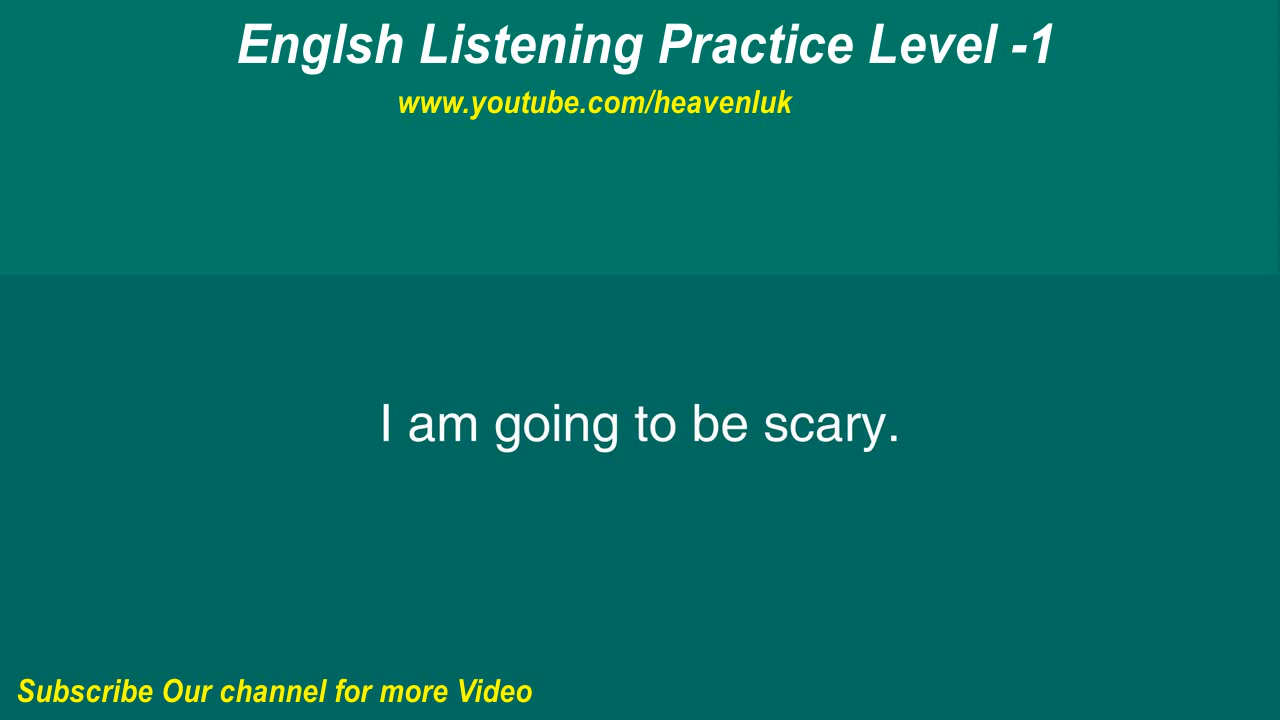 Englsh Listening Practice Level -1
www.youtube.com/heavenluk
I am going to be scary.
Subscribe Our channel for more Video